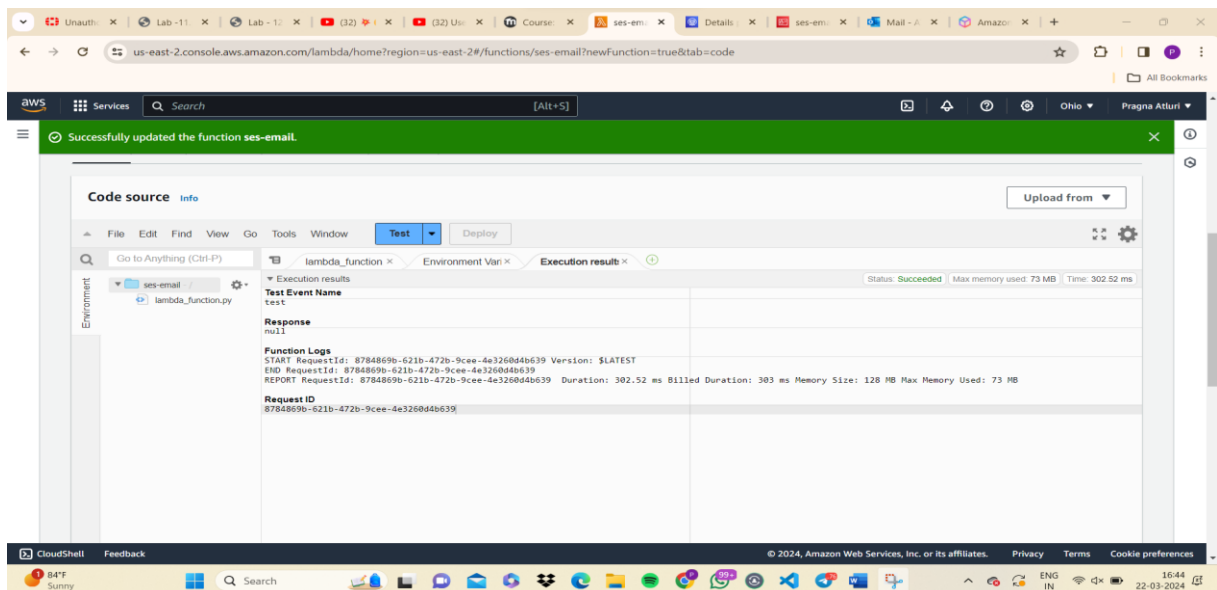 Unauth
Lab -11
Lab - 12
(32)
(32) Us
Course:
ses-em
Details
ses-em
Mail - A
Amazo
us-east-2.console.aws.amazon.com/lambda/home?region=us-east-2#/functions/ses-email?newFunction=true&tab=code
P
All Bookmarks
aws
Services
Search
[Alt+S]
Ohio
Pragna Atluri
Successfully updated the function ses-email.
Code source Info
Upload from
File Edit Find View Go Tools Window
Test
Deploy
Go to Anything (Ctrl-P)
lambda_function ×
Environment Vari ×
Execution results ×
Environment
ses-email - /
lambda_function.py
Execution results
Status: Succeeded
Max memory used: 73 MB
Time: 302.52 ms
Test Event Name
test
Response
null
Function Logs
START RequestId: 8784869b-621b-472b-9cee-4e3260d4b639 Version: $LATEST
END RequestId: 8784869b-621b-472b-9cee-4e3260d4b639
REPORT RequestId: 8784869b-621b-472b-9cee-4e3260d4b639 Duration: 302.52 ms Billed Duration: 303 ms Memory Size: 128 MB Max Memory Used: 73 MB
Request ID
8784869b-621b-472b-9cee-4e3260d4b639
CloudShell Feedback
© 2024, Amazon Web Services, Inc. or its affiliates. Privacy Terms Cookie preferences
1
84°F
Sunny
Search
99+
ENG
IN
16:44
22-03-2024